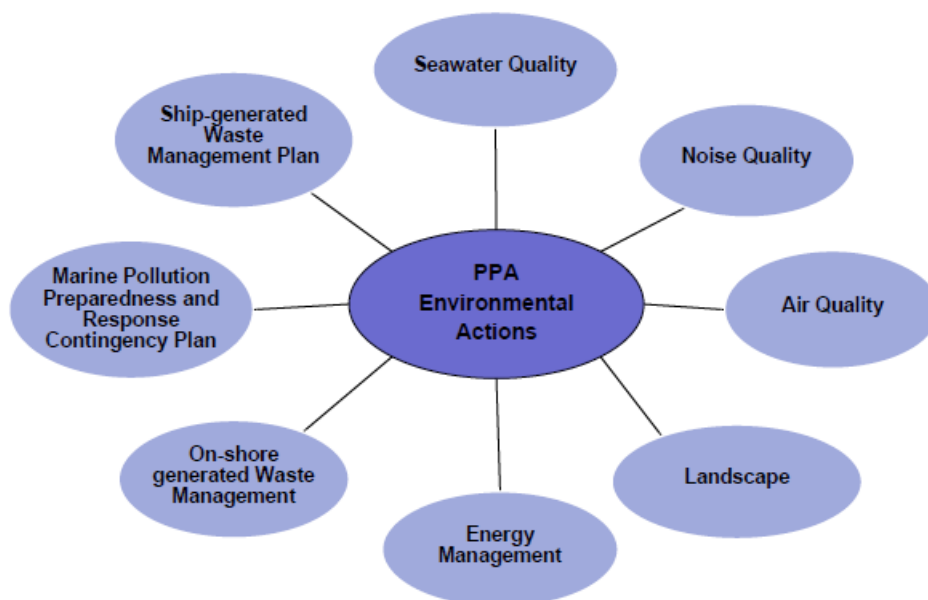 Seawater Quality
Ship-generated
Waste
Management Plan
Noise Quality
PPA
Environmental
Actions
Marine Pollution
Preparedness and
Response
Contingency Plan
Air Quality
On-shore
generated Waste
Management
Landscape
Energy
Management